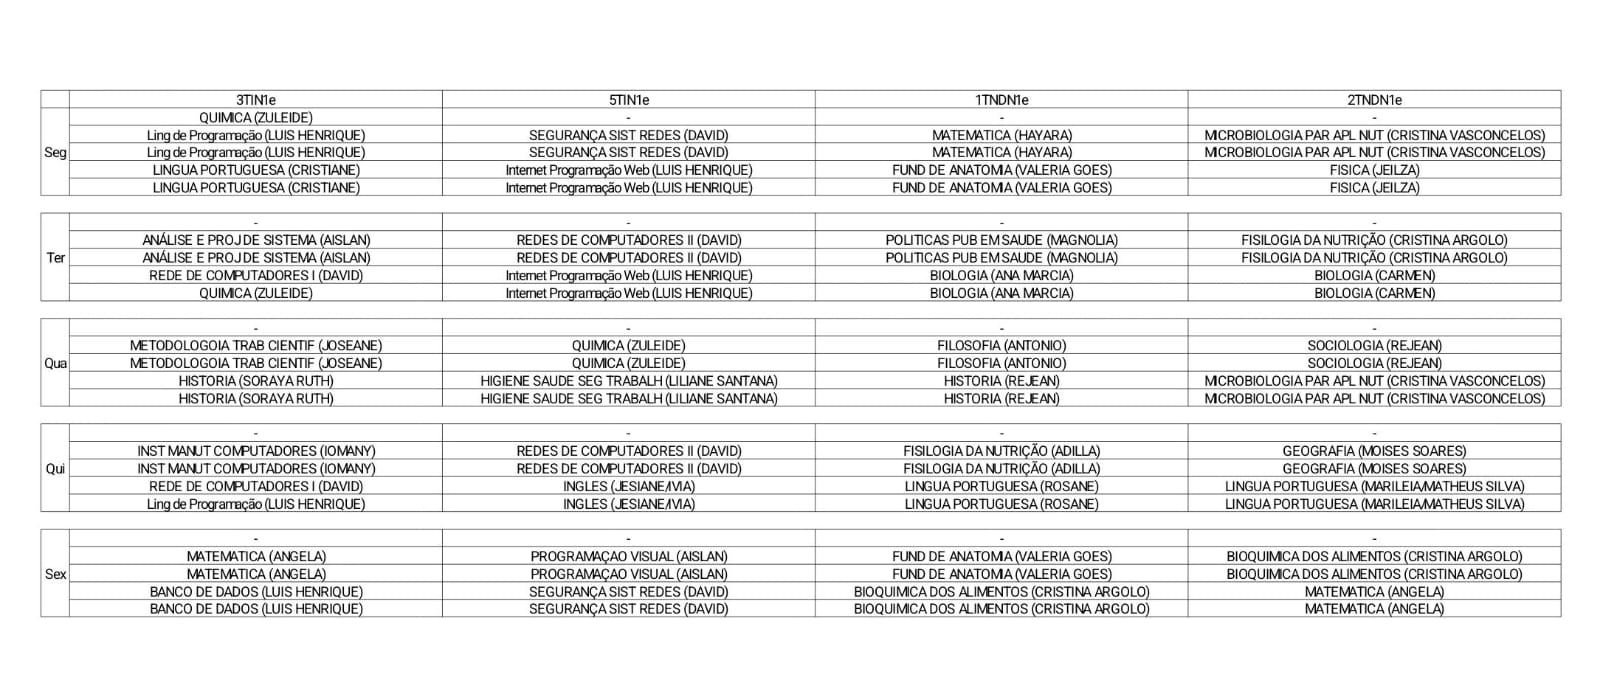 3TIN1e 5TIN1e 1TNDN1e 2TNDN1e
QUIMICA (ZULEIDE) - - -
Ling de Programação (LUIS HENRIQUE) SEGURANÇA SIST REDES (DAVID) MATEMATICA (HAYARA) MICROBIOLOGIA PAR APL NUT (CRISTINA VASCONCELOS)
Seg Ling de Programação (LUIS HENRIQUE) SEGURANÇA SIST REDES (DAVID) MATEMATICA (HAYARA) MICROBIOLOGIA PAR APL NUT (CRISTINA VASCONCELOS)
LINGUA PORTUGUESA (CRISTIANE) Internet Programação Web (LUIS HENRIQUE) FUND DE ANATOMIA (VALERIA GOES) FISICA (JEILZA)
LINGUA PORTUGUESA (CRISTIANE) Internet Programação Web (LUIS HENRIQUE) FUND DE ANATOMIA (VALERIA GOES) FISICA (JEILZA)
- - - -
ANÁLISE E PROJ DE SISTEMA (AISLAN) REDES DE COMPUTADORES II (DAVID) POLITICAS PUB EM SAUDE (MAGNOLIA) FISILOGIA DA NUTRIÇÃO (CRISTINA ARGOLO)
Ter ANÁLISE E PROJ DE SISTEMA (AISLAN) REDES DE COMPUTADORES II (DAVID) POLITICAS PUB EM SAUDE (MAGNOLIA) FISILOGIA DA NUTRIÇÃO (CRISTINA ARGOLO)
REDE DE COMPUTADORES I (DAVID) Internet Programação Web (LUIS HENRIQUE) BIOLOGIA (ANA MARCIA) BIOLOGIA (CARMEN)
QUIMICA (ZULEIDE) Internet Programação Web (LUIS HENRIQUE) BIOLOGIA (ANA MARCIA) BIOLOGIA (CARMEN)
- - - -
METODOLOGOIA TRAB CIENTIF (JOSEANE) QUIMICA (ZULEIDE) FILOSOFIA (ANTONIO) SOCIOLOGIA (REJEAN)
Qua METODOLOGOIA TRAB CIENTIF (JOSEANE) QUIMICA (ZULEIDE) FILOSOFIA (ANTONIO) SOCIOLOGIA (REJEAN)
HISTORIA (SORAYA RUTH) HIGIENE SAUDE SEG TRABALH (LILIANE SANTANA) HISTORIA (REJEAN) MICROBIOLOGIA PAR APL NUT (CRISTINA VASCONCELOS)
HISTORIA (SORAYA RUTH) HIGIENE SAUDE SEG TRABALH (LILIANE SANTANA) HISTORIA (REJEAN) MICROBIOLOGIA PAR APL NUT (CRISTINA VASCONCELOS)
- - - -
INST MANUT COMPUTADORES (IOMANY) REDES DE COMPUTADORES II (DAVID) FISILOGIA DA NUTRIÇÃO (ADILLA) GEOGRAFIA (MOISES SOARES)
Qui INST MANUT COMPUTADORES (IOMANY) REDES DE COMPUTADORES II (DAVID) FISILOGIA DA NUTRIÇÃO (ADILLA) GEOGRAFIA (MOISES SOARES)
REDE DE COMPUTADORES I (DAVID) INGLES (JESIANE/IVIA) LINGUA PORTUGUESA (ROSANE) LINGUA PORTUGUESA (MARILEIA/MATHEUS SILVA)
Ling de Programação (LUIS HENRIQUE) INGLES (JESIANE/IVIA) LINGUA PORTUGUESA (ROSANE) LINGUA PORTUGUESA (MARILEIA/MATHEUS SILVA)
- - - -
MATEMATICA (ANGELA) PROGRAMAÇAO VISUAL (AISLAN) FUND DE ANATOMIA (VALERIA GOES) BIOQUIMICA DOS ALIMENTOS (CRISTINA ARGOLO)
Sex MATEMATICA (ANGELA) PROGRAMAÇAO VISUAL (AISLAN) FUND DE ANATOMIA (VALERIA GOES) BIOQUIMICA DOS ALIMENTOS (CRISTINA ARGOLO)
BANCO DE DADOS (LUIS HENRIQUE) SEGURANÇA SIST REDES (DAVID) BIOQUIMICA DOS ALIMENTOS (CRISTINA ARGOLO) MATEMATICA (ANGELA)
BANCO DE DADOS (LUIS HENRIQUE) SEGURANÇA SIST REDES (DAVID) BIOQUIMICA DOS ALIMENTOS (CRISTINA ARGOLO) MATEMATICA (ANGELA)